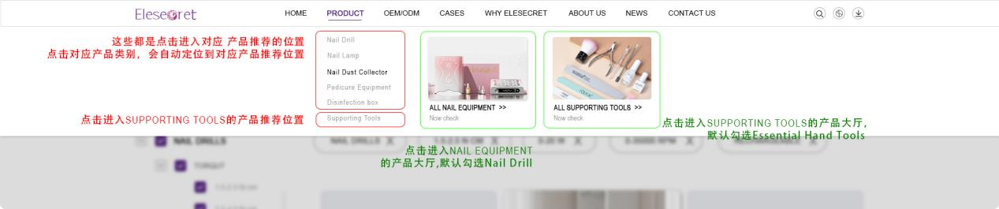 Elesecret
HOME PRODUCT OEM/ODM CASES WHY ELESECRET ABOUT US NEWS CONTACT US
这些都是点击进入对应 产品推荐的位置
点击对应产品类别，会自动定位到对应产品推荐位置
Nail Drill
Nail Lamp
Nail Dust Collector
Pedicure Equipment
Disinfection box
点击进入SUPPORTING TOOLS的产品推荐位置
Supporting Tools
ALL NAIL EQUIPMENT >>
Now check
ALL SUPPORTING TOOLS >>
Now check
点击进入SUPPORTING TOOLS的产品大厅,
默认勾选Essential Hand Tools
点击进入NAIL EQUIPMENT
的产品大厅,默认勾选Nail Drill
NAIL DRILLS
NAIL DRILLS X
1.5-2.5 N·CM X
0-20 W X
0-35000 RPM X
TORQUT
1.5-2.5 N·cm